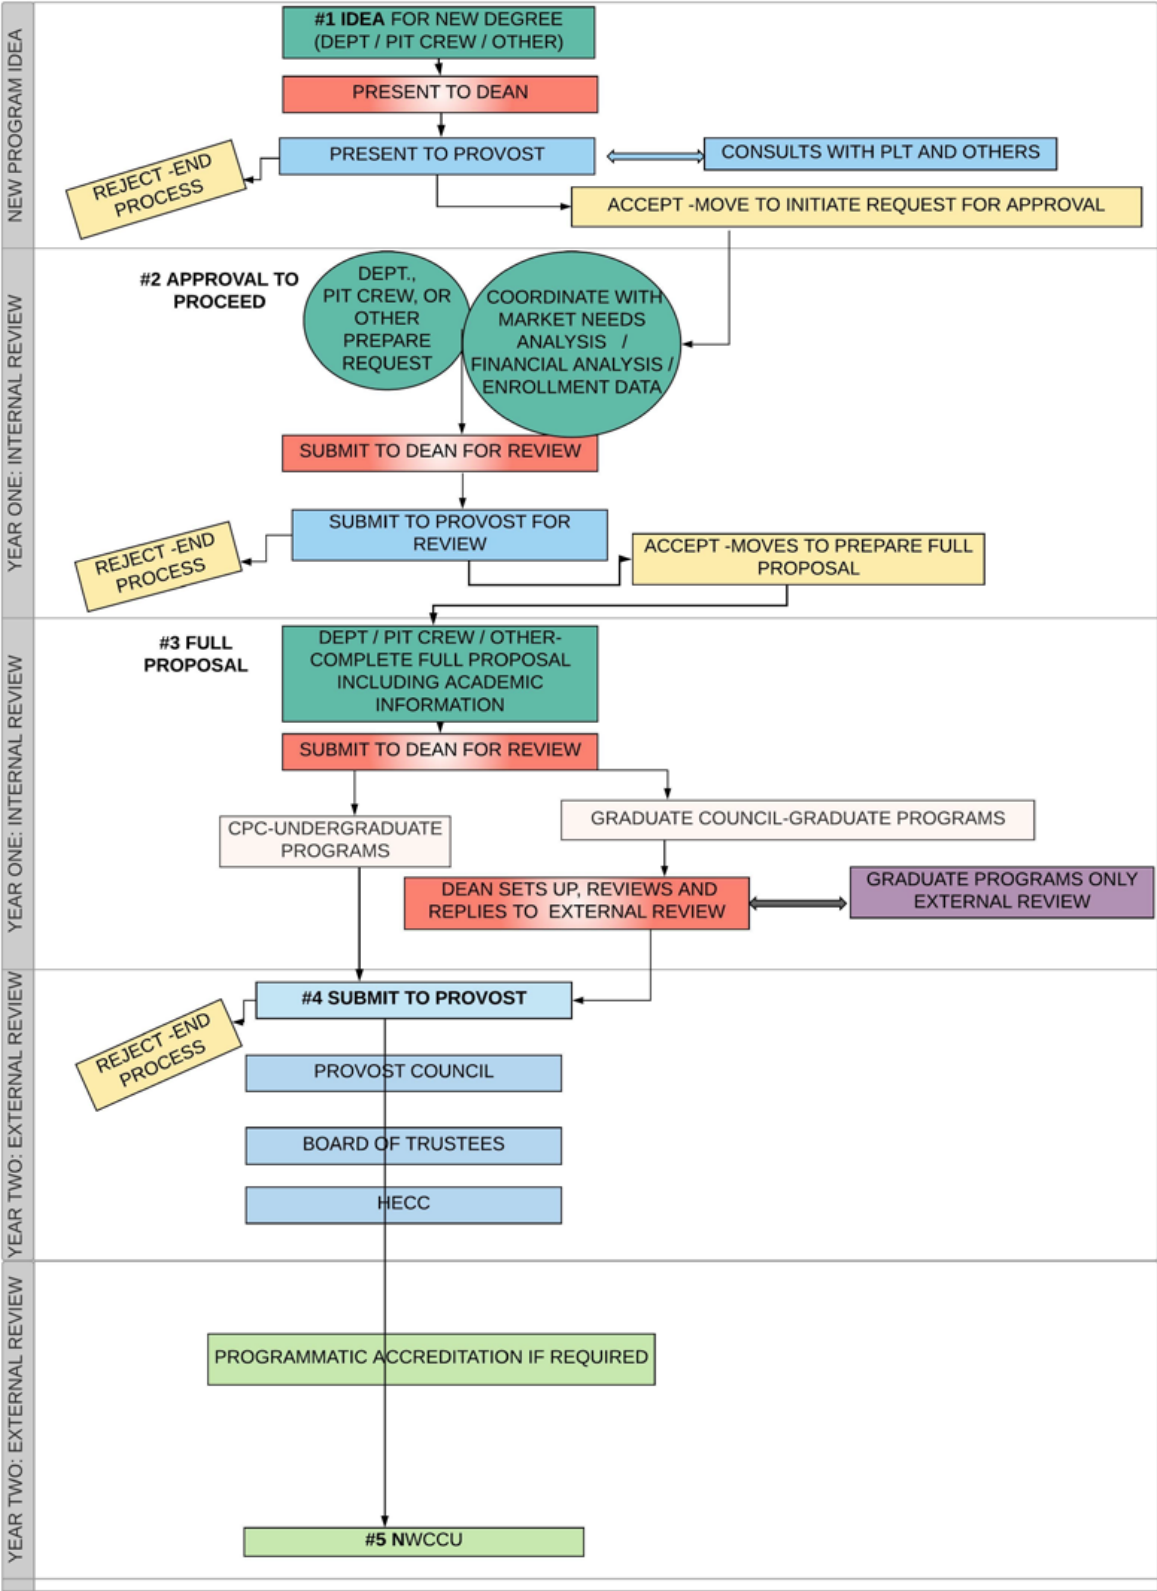 NEW PROGRAM IDEA
#1 IDEA FOR NEW DEGREE
(DEPT / PIT CREW / OTHER)
PRESENT TO DEAN
PRESENT TO PROVOST
CONSULTS WITH PLT AND OTHERS
REJECT -END
PROCESS
ACCEPT -MOVE TO INITIATE REQUEST FOR APPROVAL
YEAR ONE: INTERNAL REVIEW
#2 APPROVAL TO
PROCEED
DEPT.,
PIT CREW, OR
OTHER
PREPARE
REQUEST
COORDINATE WITH
MARKET NEEDS
ANALYSIS /
FINANCIAL ANALYSIS /
ENROLLMENT DATA
SUBMIT TO DEAN FOR REVIEW
SUBMIT TO PROVOST FOR
REVIEW
REJECT -END
PROCESS
ACCEPT -MOVES TO PREPARE FULL
PROPOSAL
YEAR ONE: INTERNAL REVIEW
#3 FULL
PROPOSAL
DEPT / PIT CREW / OTHER-
COMPLETE FULL PROPOSAL
INCLUDING ACADEMIC
INFORMATION
SUBMIT TO DEAN FOR REVIEW
CPC-UNDERGRADUATE
PROGRAMS
GRADUATE COUNCIL-GRADUATE PROGRAMS
DEAN SETS UP, REVIEWS AND
REPLIES TO EXTERNAL REVIEW
GRADUATE PROGRAMS ONLY
EXTERNAL REVIEW
YEAR TWO: EXTERNAL REVIEW
#4 SUBMIT TO PROVOST
REJECT -END
PROCESS
PROVOST COUNCIL
BOARD OF TRUSTEES
HECC
YEAR TWO: EXTERNAL REVIEW
PROGRAMMATIC ACCREDITATION IF REQUIRED
#5 NWCCU